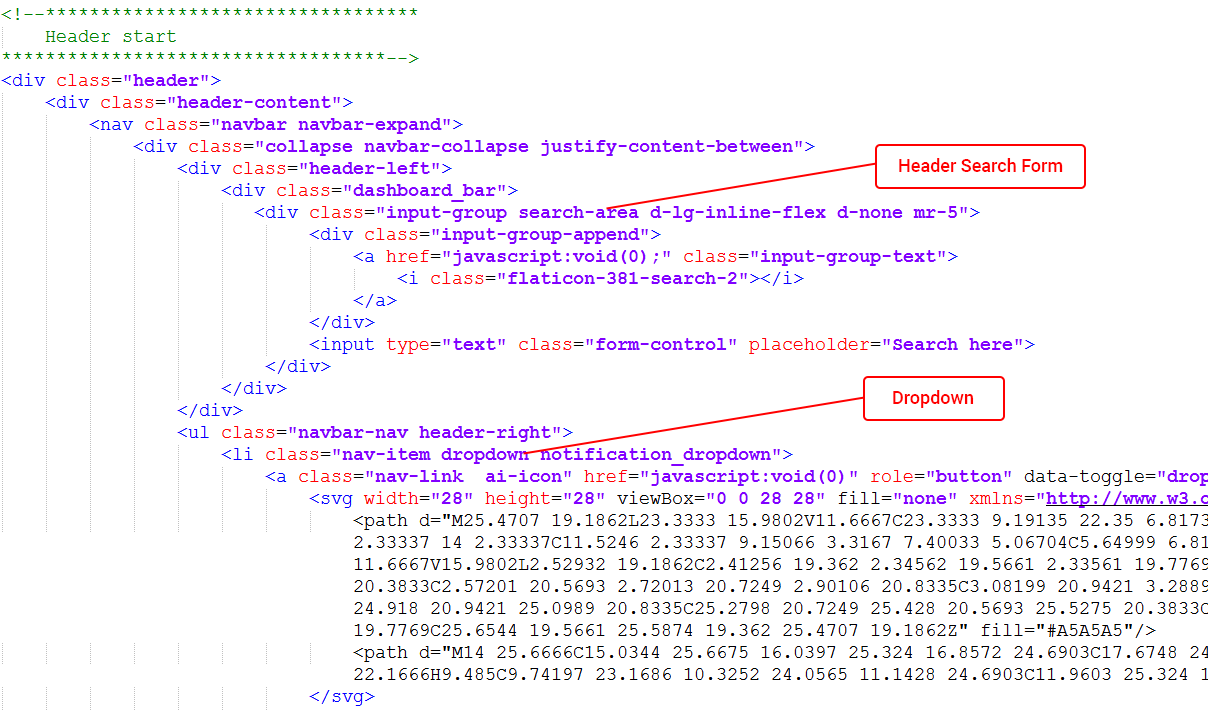 <!--**********************************
    Header start
***********************************-->
<div class="header">
    <div class="header-content">
        <nav class="navbar navbar-expand">
            <div class="collapse navbar-collapse justify-content-between">
Header Search Form
                <div class="header-left">
                    <div class="dashboard_bar">
                       <div class="input-group search-area d-lg-inline-flex d-none mr-5">
                            <div class="input-group-append">
                                <a href="javascript:void(0);" class="input-group-text">
                                    <i class="flaticon-381-search-2"></i>
                                </a>
                            </div>
                            <input type="text" class="form-control" placeholder="Search here">
                        </div>
                    </div>
Dropdown
                </div>
                <ul class="navbar-nav header-right">
                    <li class="nav-item dropdown notification_dropdown">
                        <a class="nav-link  ai-icon" href="javascript:void(0)" role="button" data-toggle="drop
                            <svg width="28" height="28" viewBox="0 0 28 28" fill="none" xmlns="http://www.w3.o
                                <path d="M25.4707 19.1862L23.3333 15.9802V11.6667C23.3333 9.19135 22.35 6.8173
                                2.33337 14 2.33337C11.5246 2.33337 9.15066 3.3167 7.40033 5.06704C5.64999 6.81
                                11.6667V15.9802L2.52932 19.1862C2.41256 19.362 2.34562 19.5661 2.33561 19.7769
                                20.3833C2.57201 20.5693 2.72013 20.7249 2.90106 20.8335C3.08199 20.9421 3.2889
                                24.918 20.9421 25.0989 20.8335C25.2798 20.7249 25.428 20.5693 25.5275 20.3833C
                                19.7769C25.6544 19.5661 25.5874 19.362 25.4707 19.1862Z" fill="#A5A5A5"/>
                                <path d="M14 25.6666C15.0344 25.6675 16.0397 25.324 16.8572 24.6903C17.6748 24
                                22.1666H9.485C9.74197 23.1686 10.3252 24.0565 11.1428 24.6903C11.9603 25.324 1
                            </svg>